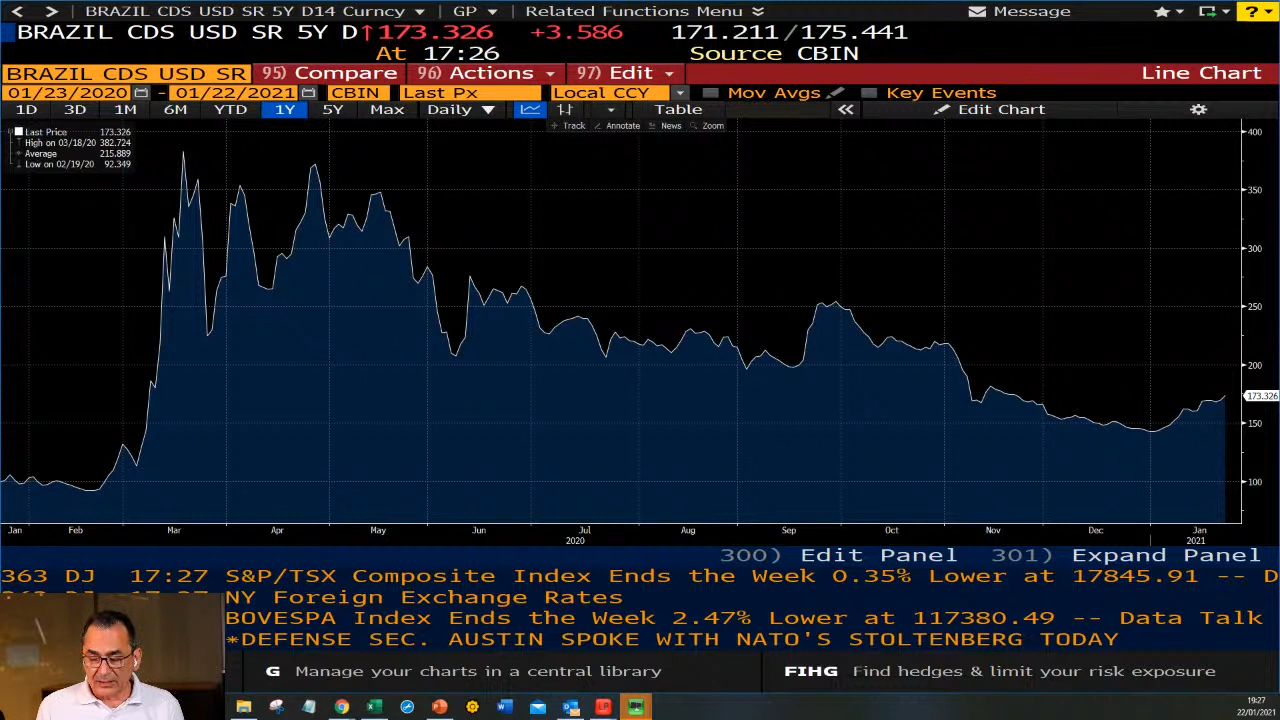 BRAZIL CDS USD SR 5Y D14 Curncy GP Related Functions Menu Message ?
BRAZIL CDS USD SR 5Y D↑173.326 +3.586 171.211/175.441
At 17:26 Source CBIN
BRAZIL CDS USD SR 95) Compare 96) Actions 97) Edit Line Chart
01/23/2020 - 01/22/2021 CBIN Last Px Local CCY Mov Avgs Key Events
1D 3D 1M 6M YTD 1Y 5Y Max Daily ▼ Table « Edit Chart
Track Annotate News Zoom
Last Price 173.326
High on 03/18/20 382.724
Average 215.889
Low on 02/19/20 92.349
400
350
300
250
200
173.326
150
100
Jan Feb Mar Apr May Jun Jul Aug Sep Oct Nov Dec Jan
2020 2021
300) Edit Panel 301) Expand Panel
363 DJ 17:27 S&P/TSX Composite Index Ends the Week 0.35% Lower at 17845.91 -- D
NY Foreign Exchange Rates
BOVESPA Index Ends the Week 2.47% Lower at 117380.49 -- Data Talk
*DEFENSE SEC. AUSTIN SPOKE WITH NATO'S STOLTENBERG TODAY
G Manage your charts in a central library FIHG Find hedges & limit your risk exposure
19:27
22/01/2021